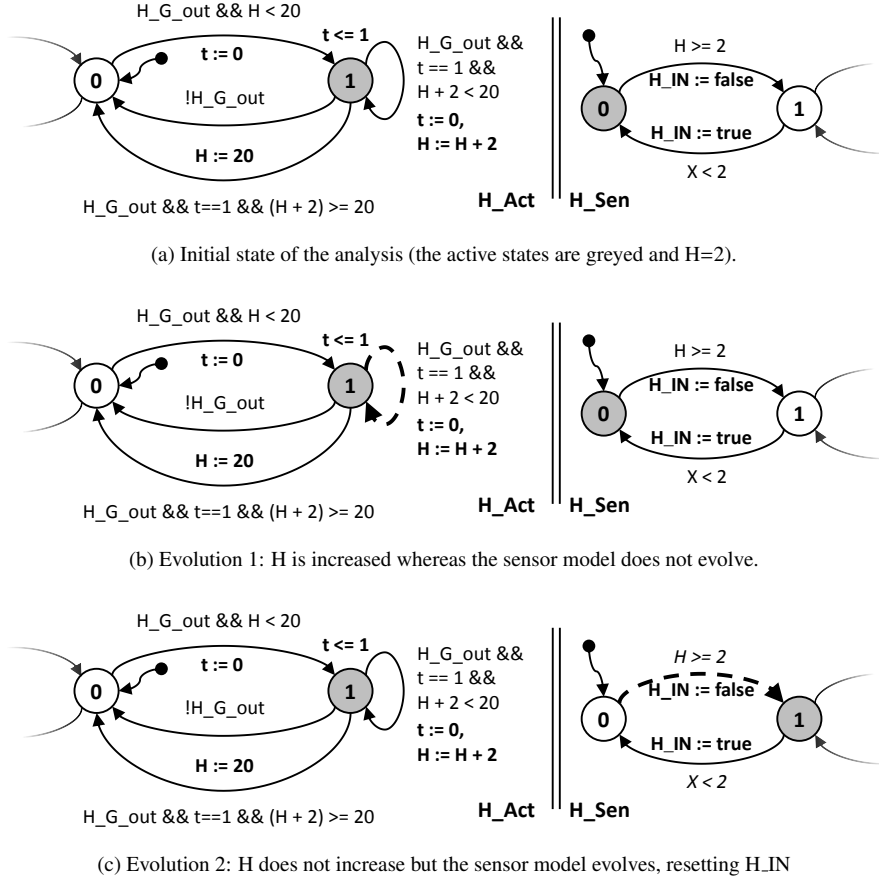 H_G_out && H < 20
t <= 1
t := 0
0
1
!H_G_out
H := 20
H_G_out && t==1 && (H + 2) >= 20
H_G_out &&
t == 1 &&
H + 2 < 20
t := 0,
H := H + 2
H_Act
H_Sen
H >= 2
H_IN := false
0
1
H_IN := true
X < 2
(a) Initial state of the analysis (the active states are greyed and H=2).
H_G_out && H < 20
t <= 1
t := 0
0
1
!H_G_out
H := 20
H_G_out && t==1 && (H + 2) >= 20
H_G_out &&
t == 1 &&
H + 2 < 20
t := 0,
H := H + 2
H_Act
H_Sen
H >= 2
H_IN := false
0
1
H_IN := true
X < 2
(b) Evolution 1: H is increased whereas the sensor model does not evolve.
H_G_out && H < 20
t <= 1
t := 0
0
1
!H_G_out
H := 20
H_G_out && t==1 && (H + 2) >= 20
H_G_out &&
t == 1 &&
H + 2 < 20
t := 0,
H := H + 2
H_Act
H_Sen
H >= 2
H_IN := false
0
1
H_IN := true
X < 2
(c) Evolution 2: H does not increase but the sensor model evolves, resetting H_IN